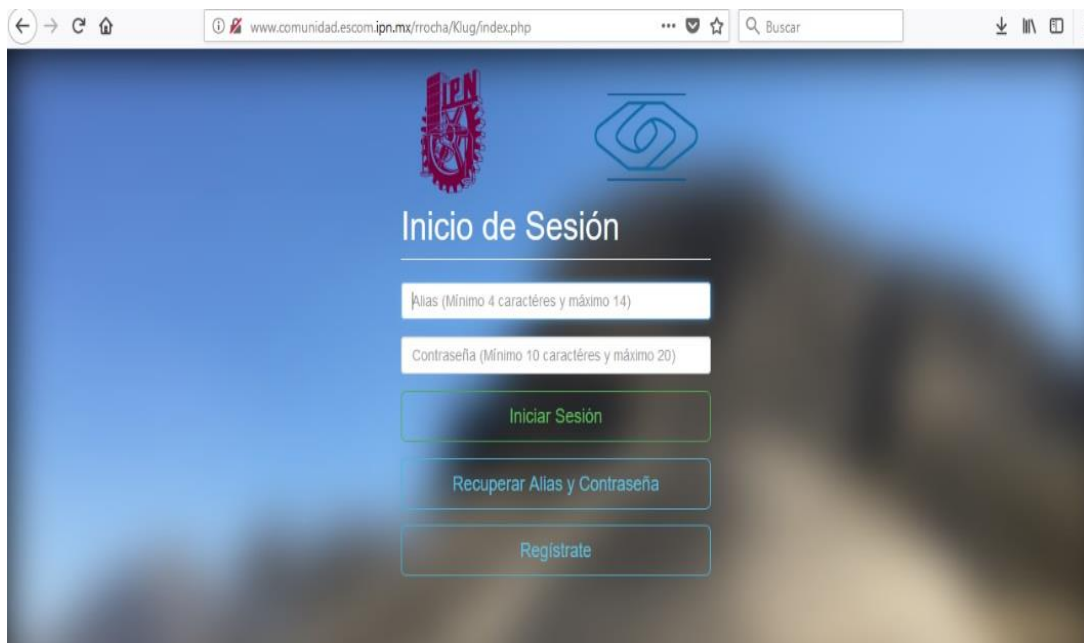 www.comunidad.escom.ipn.mx/rrocha/Klug/index.php
Buscar
IPN
Inicio de Sesión
Alias (Mínimo 4 caractéres y máximo 14)
Contraseña (Mínimo 10 caractéres y máximo 20)
Iniciar Sesión
Recuperar Alias y Contraseña
Regístrate